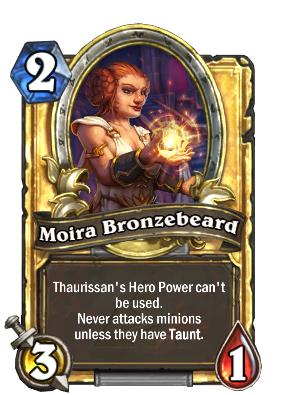 2
Moira Bronzebeard
Thaurissan's Hero Power can't
be used.
Never attacks minions
unless they have Taunt.
3
1